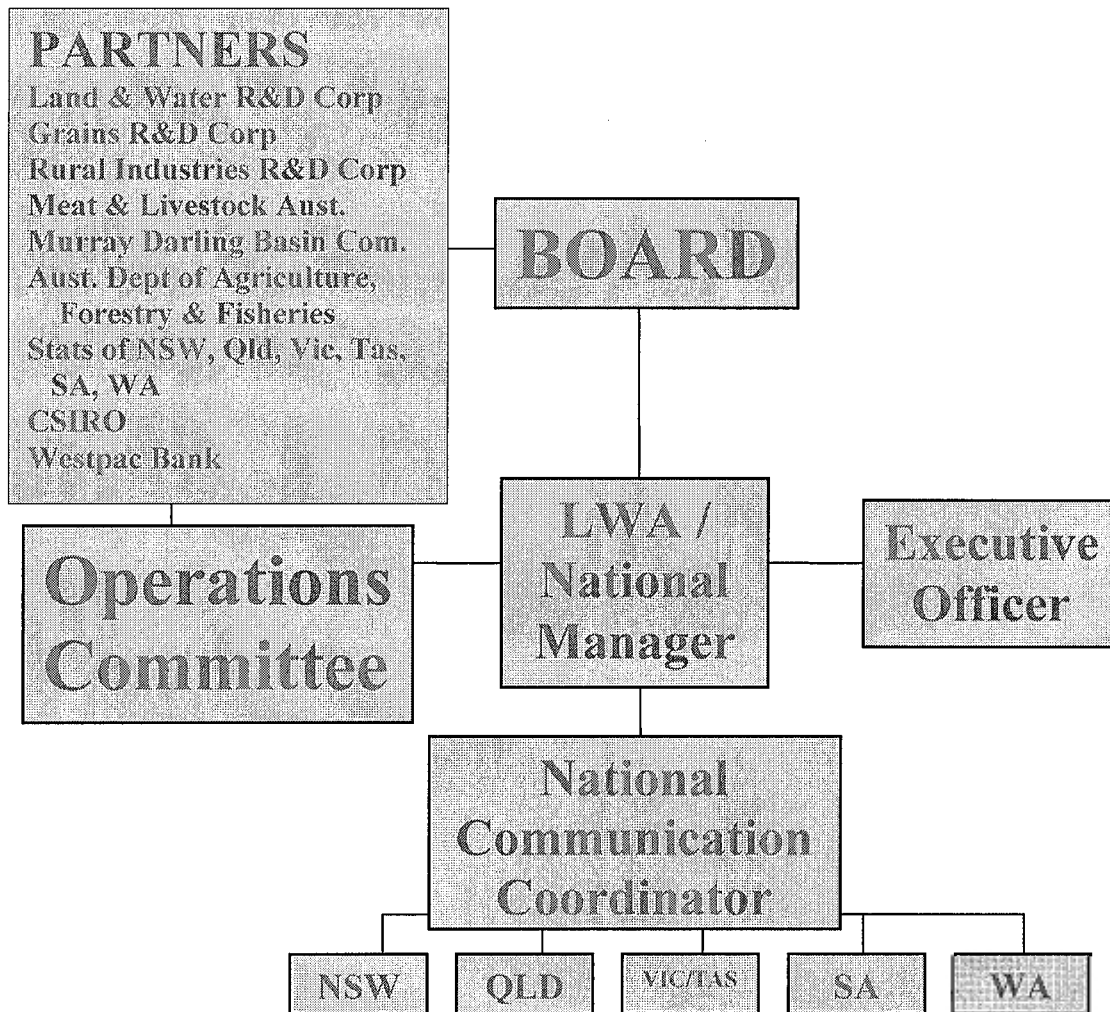 PARTNERS
Land & Water R&D Corp
Grains R&D Corp
Rural Industries R&D Corp
Meat & Livestock Aust.
Murray Darling Basin Com.
Aust. Dept of Agriculture,
Forestry & Fisheries
Stats of NSW, Qld, Vic, Tas,
SA, WA
CSIRO
Westpac Bank
BOARD
Operations
Committee
LWA /
National
Manager
Executive
Officer
National
Communication
Coordinator
NSW
QLD
VIC/TAS
SA
WA